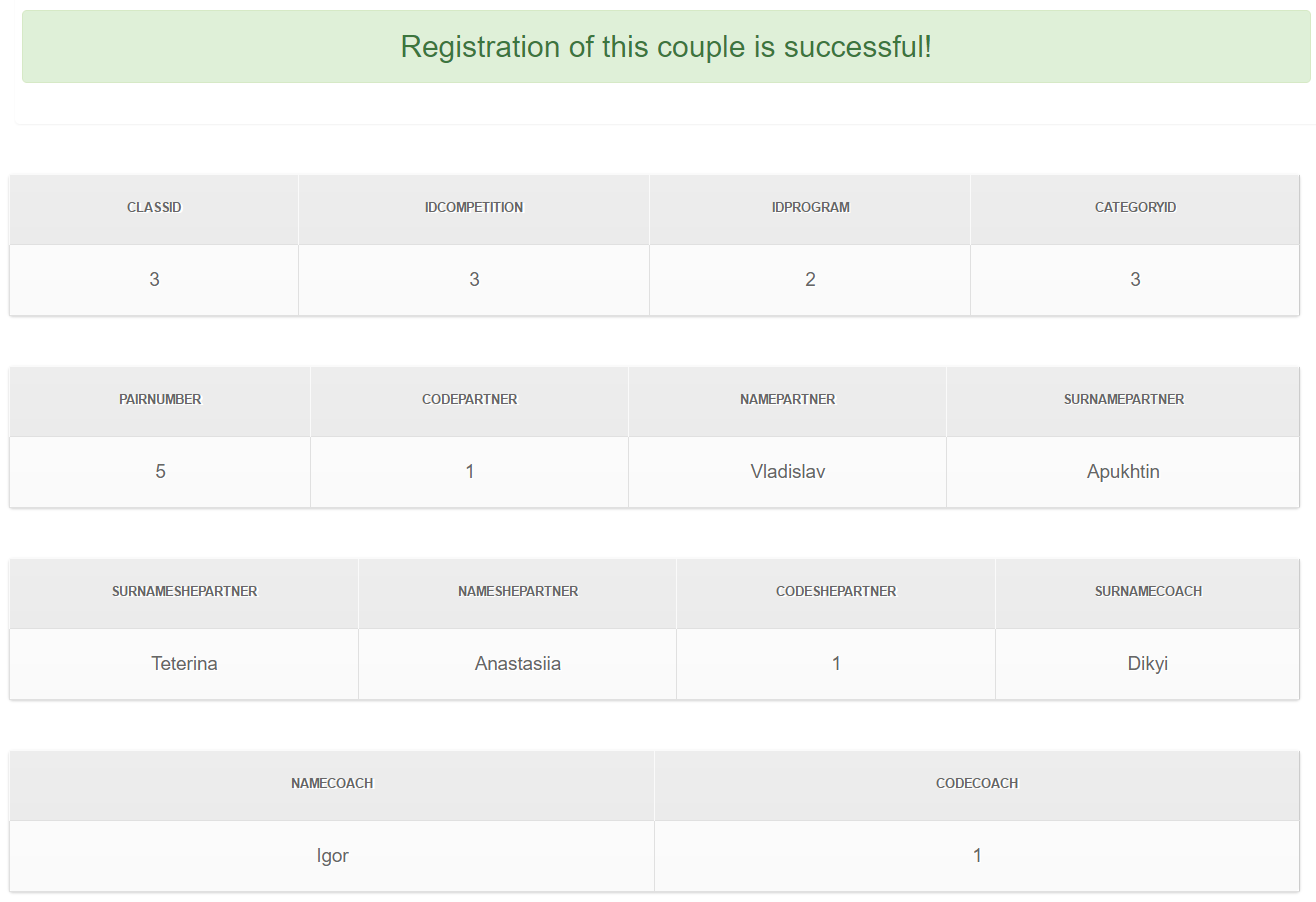 Registration of this couple is successful!
CLASSID IDCOMPETITION IDPROGRAM CATEGORYID
3 3 2 3
PAIRNUMBER CODEPARTNER NAMEPARTNER SURNAMEPARTNER
5 1 Vladislav Apukhtin
SURNAMESHEPARTNER NAMESHEPARTNER CODESHEPARTNER SURNAMECOACH
Teterina Anastasiia 1 Dikyi
NAMECOACH CODECOACH
Igor 1